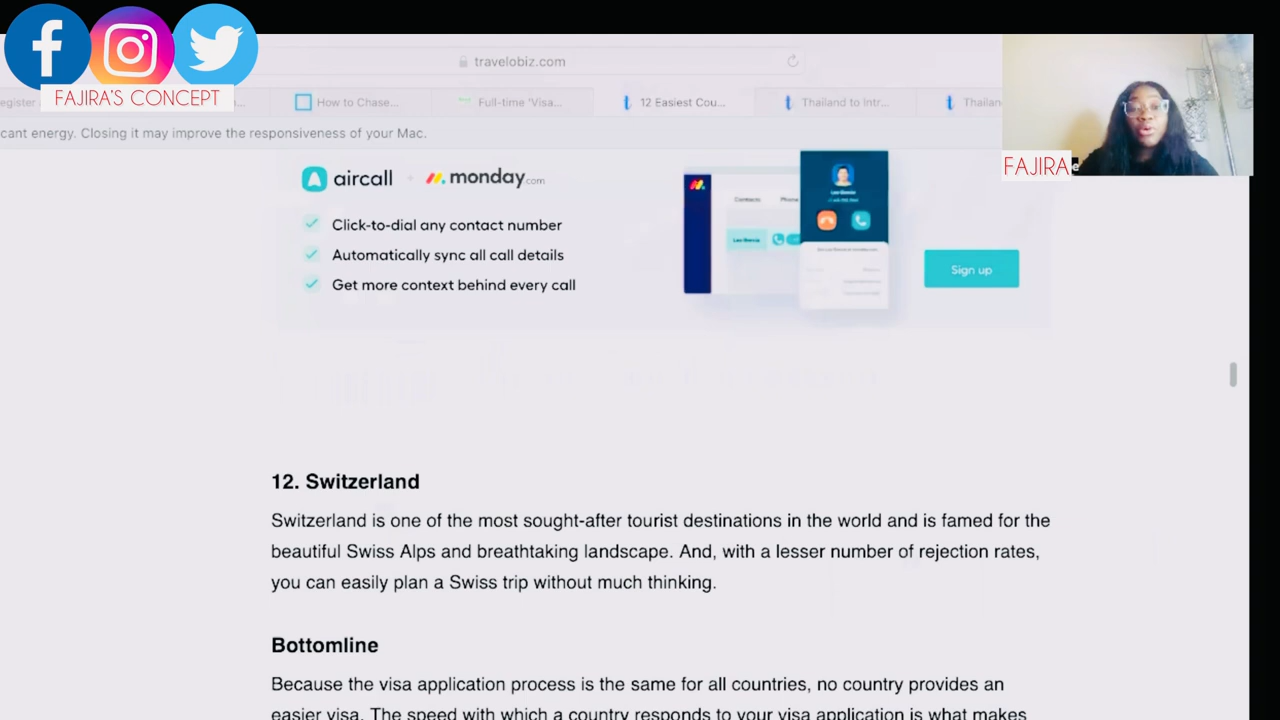 travelobiz.com
FAJIRA'S CONCEPT
How to Chase...
Full-time 'Visa...
12 Easiest Cou...
Thailand to Intr...
cant energy. Closing it may improve the responsiveness of your Mac.
FAJIRA
aircall + monday.com
Click-to-dial any contact number
Automatically sync all call details
Get more context behind every call
Contacts
Sign up
12. Switzerland
Switzerland is one of the most sought-after tourist destinations in the world and is famed for the
beautiful Swiss Alps and breathtaking landscape. And, with a lesser number of rejection rates,
you can easily plan a Swiss trip without much thinking.
Bottomline
Because the visa application process is the same for all countries, no country provides an
easier visa. The speed with which a country responds to your visa application is what makes